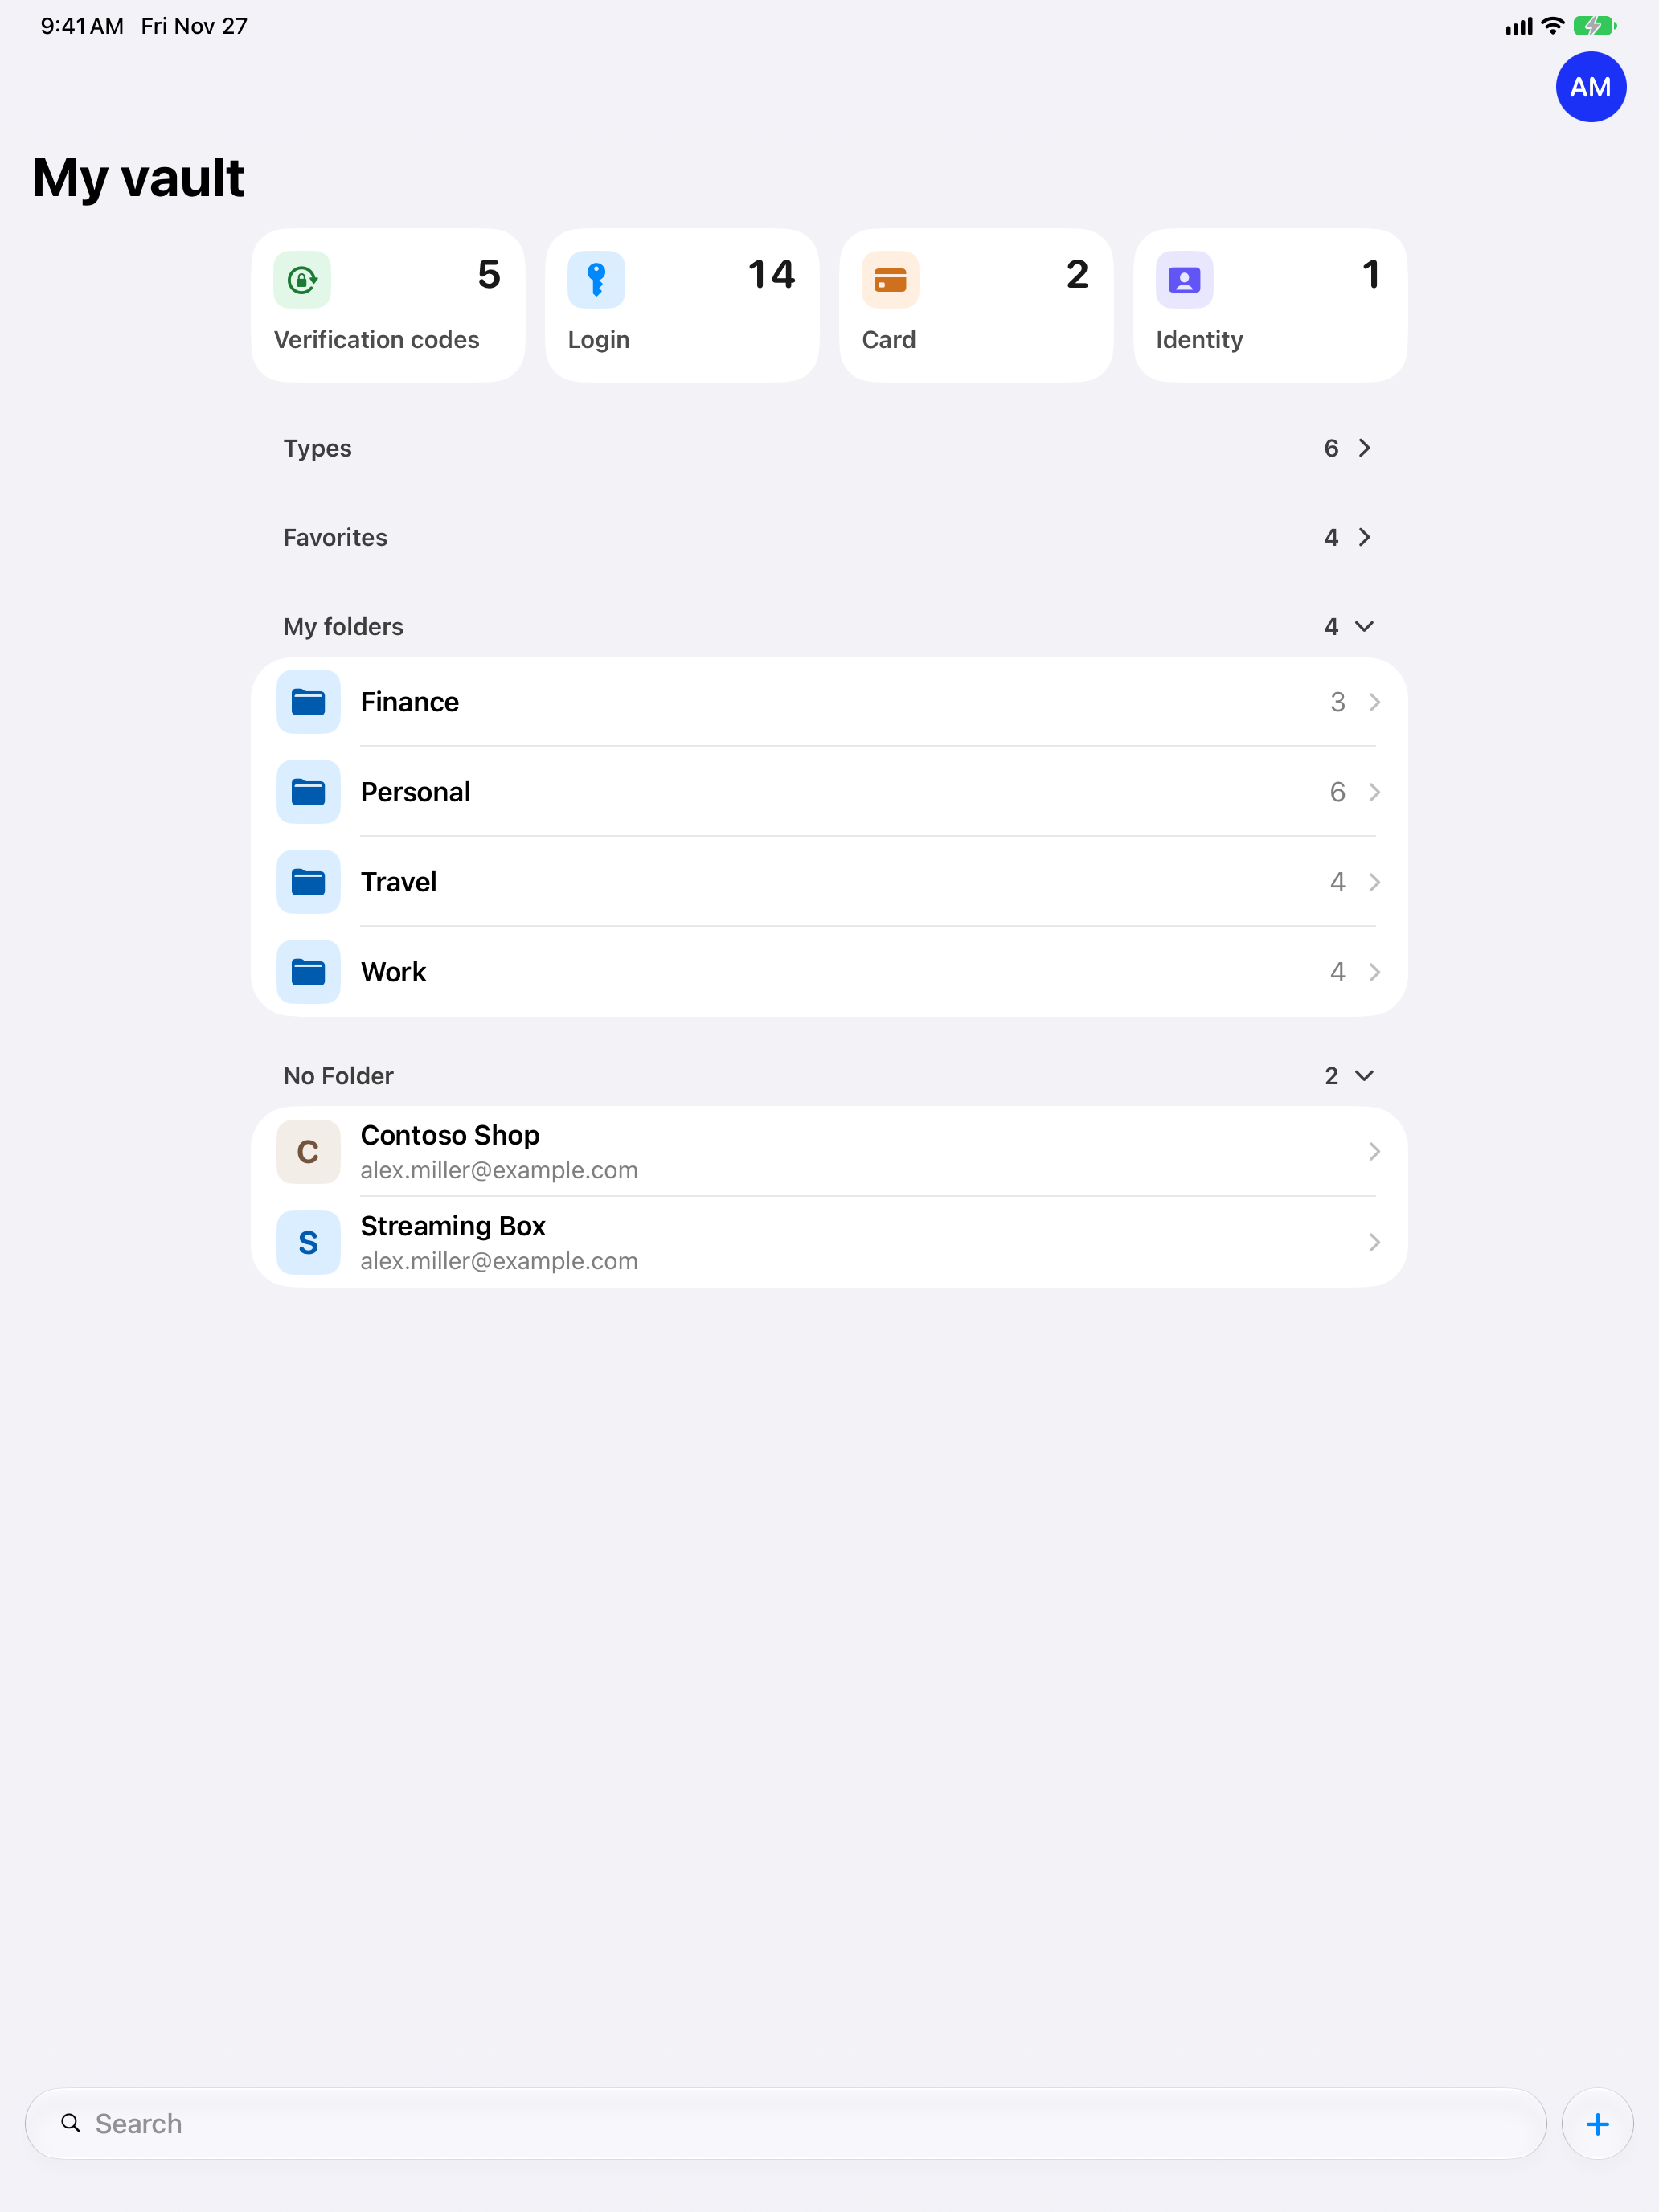 9:41 AM Fri Nov 27
AM
My vault
5
Verification codes
14
Login
2
Card
1
Identity
Types 6
Favorites 4
My folders 4
Finance 3
Personal 6
Travel 4
Work 4
No Folder 2
C
Contoso Shop
alex.miller@example.com
S
Streaming Box
alex.miller@example.com
Search